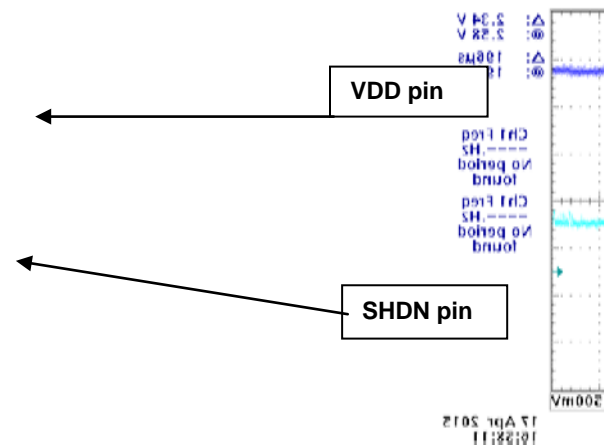 Δ: 2.34 V
@: 2.58 V
Δ: 196µs
@: 19
VDD pin
Ch1 Freq
----.Hz
No period
found
Ch1 Freq
----.Hz
No period
found
SHDN pin
500mV
17 Apr 2015
16:58:11